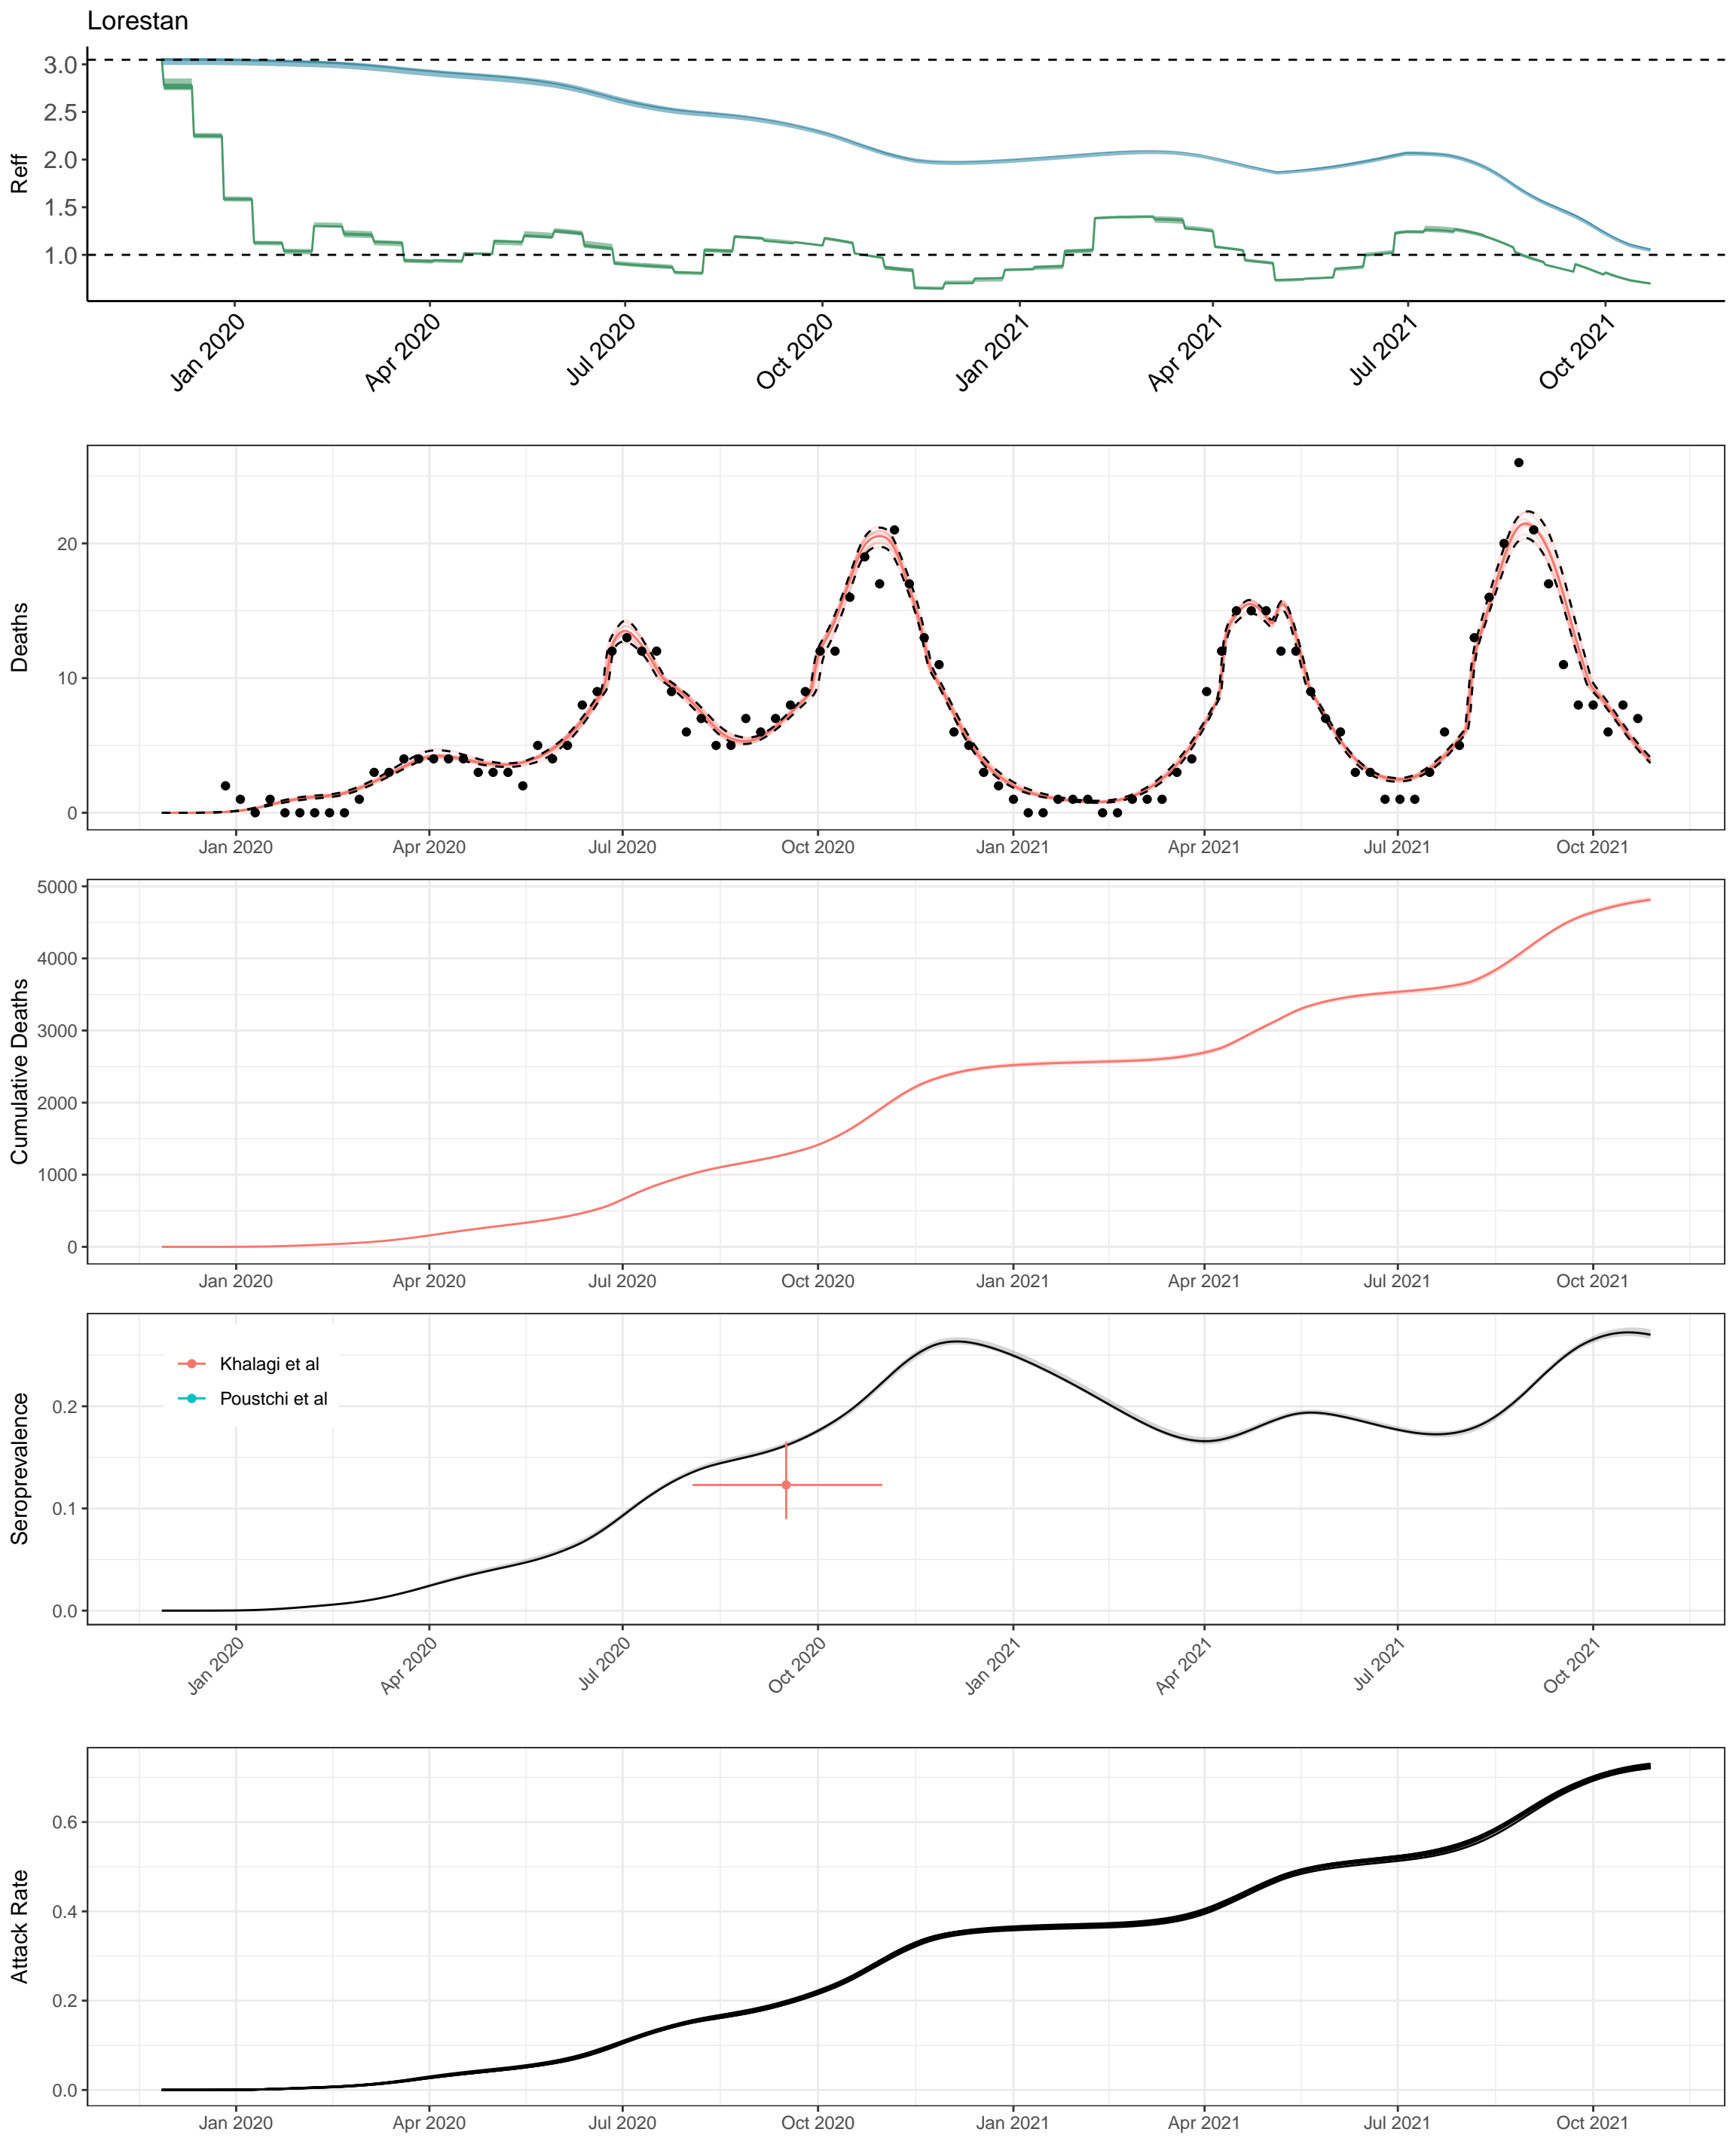 Lorestan
Reff
3.0
2.5
2.0
1.5
1.0
Jan 2020
Apr 2020
Jul 2020
Oct 2020
Jan 2021
Apr 2021
Jul 2021
Oct 2021
Deaths
20
10
0
Jan 2020
Apr 2020
Jul 2020
Oct 2020
Jan 2021
Apr 2021
Jul 2021
Oct 2021
Cumulative Deaths
5000
4000
3000
2000
1000
0
Jan 2020
Apr 2020
Jul 2020
Oct 2020
Jan 2021
Apr 2021
Jul 2021
Oct 2021
Seroprevalence
0.2
0.1
0.0
Khalagi et al
Poustchi et al
Jan 2020
Apr 2020
Jul 2020
Oct 2020
Jan 2021
Apr 2021
Jul 2021
Oct 2021
Attack Rate
0.6
0.4
0.2
0.0
Jan 2020
Apr 2020
Jul 2020
Oct 2020
Jan 2021
Apr 2021
Jul 2021
Oct 2021